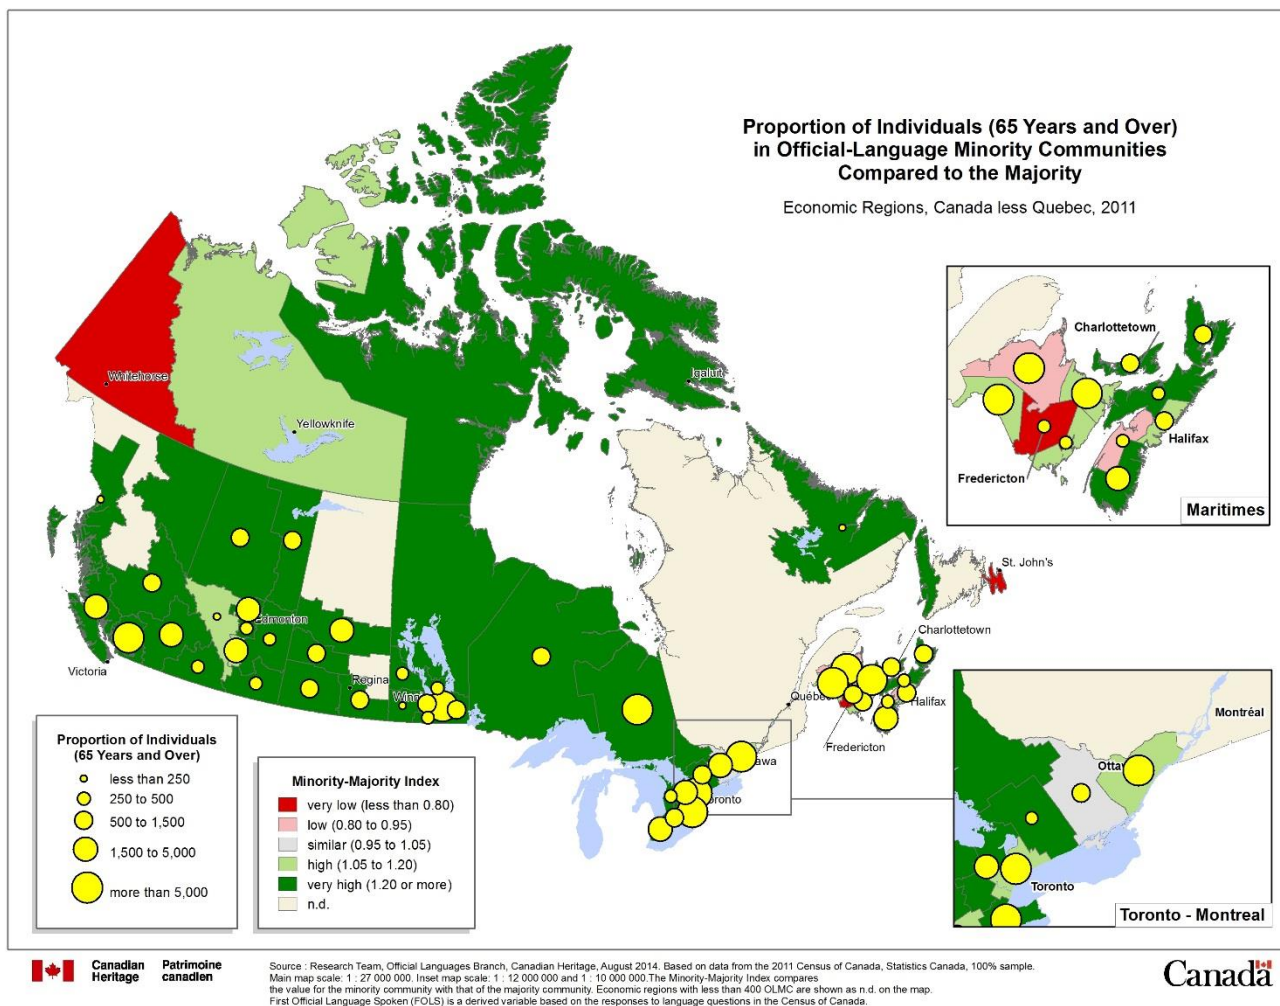 Proportion of Individuals (65 Years and Over)
in Official-Language Minority Communities
Compared to the Majority
Economic Regions, Canada less Quebec, 2011
Whitehorse
Yellowknife
Iqaluit
Charlottetown
Halifax
Fredericton
Maritimes
St. John's
Charlottetown
Halifax
Fredericton
Québec
Edmonton
Regina
Victoria
Winn
awa
oronto
Montréal
Otta
Toronto
Toronto - Montreal
Proportion of Individuals
(65 Years and Over)
less than 250
250 to 500
500 to 1,500
1,500 to 5,000
more than 5,000
Minority-Majority Index
very low (less than 0.80)
low (0.80 to 0.95)
similar (0.95 to 1.05)
high (1.05 to 1.20)
very high (1.20 or more)
n.d.
Canadian Patrimoine
Heritage canadien
Source : Research Team, Official Languages Branch, Canadian Heritage, August 2014. Based on data from the 2011 Census of Canada, Statistics Canada, 100% sample.
Main map scale: 1 : 27 000 000. Inset map scale: 1 : 12 000 000 and 1 : 10 000 000.The Minority-Majority Index compares
the value for the minority community with that of the majority community. Economic regions with less than 400 OLMC are shown as n.d. on the map.
First Official Language Spoken (FOLS) is a derived variable based on the responses to language questions in the Census of Canada.
Canada